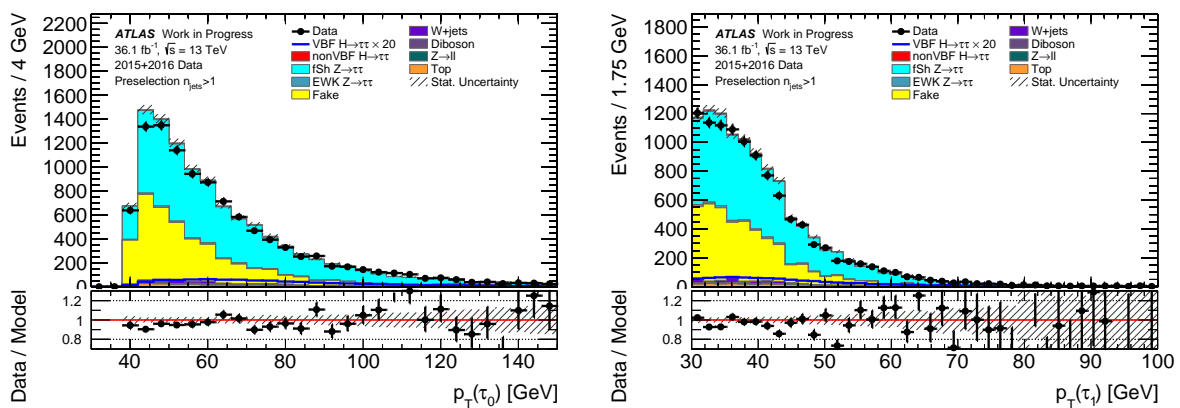 Events / 4 GeV
2200
2000
1800
1600
1400
1200
1000
800
600
400
200
0
ATLAS Work in Progress
36.1 fb⁻¹, √s = 13 TeV
2015+2016 Data
Preselection n_jets>1
Data
VBF H→ττ × 20
nonVBF H→ττ
fSh Z→ττ
EWK Z→ττ
Fake
W+jets
Diboson
Z→ll
Top
Stat. Uncertainty
Data / Model
1.2
1
0.8
40 60 80 100 120 140
p_T(τ_0) [GeV]
Events / 1.75 GeV
1800
1600
1400
1200
1000
800
600
400
200
0
ATLAS Work in Progress
36.1 fb⁻¹, √s = 13 TeV
2015+2016 Data
Preselection n_jets>1
Data
VBF H→ττ × 20
nonVBF H→ττ
fSh Z→ττ
EWK Z→ττ
Fake
W+jets
Diboson
Z→ll
Top
Stat. Uncertainty
Data / Model
1.2
1
0.8
30 40 50 60 70 80 90 100
p_T(τ_1) [GeV]